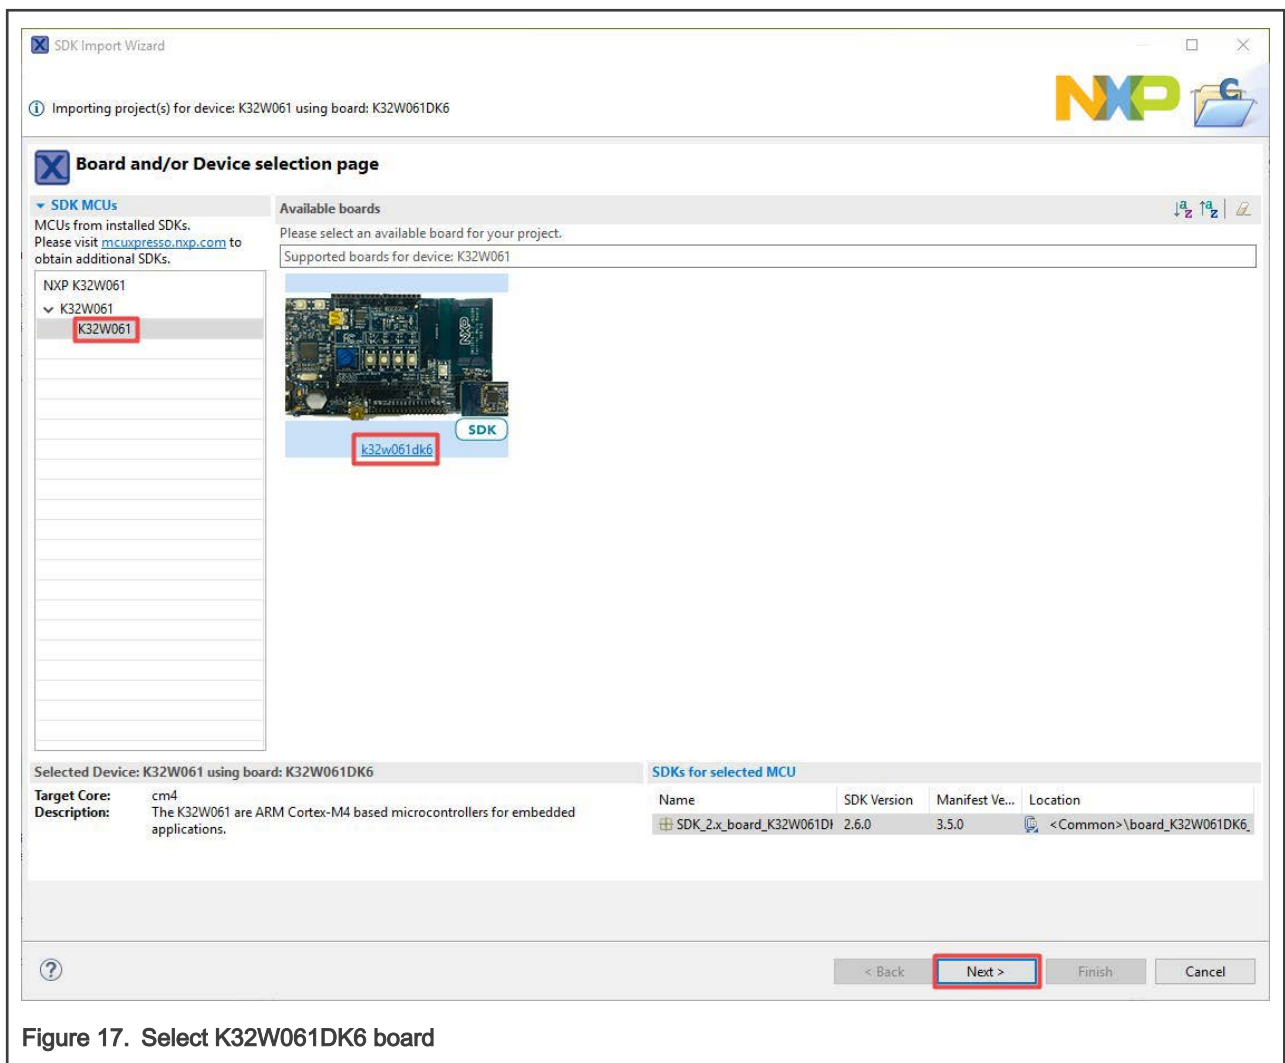 SDK Import Wizard
Importing project(s) for device: K32W061 using board: K32W061DK6
NXP
Board and/or Device selection page
SDK MCUs
MCUs from installed SDKs.
Please visit mcuxpresso.nxp.com to
obtain additional SDKs.
NXP K32W061
K32W061
K32W061
Available boards
Please select an available board for your project.
Supported boards for device: K32W061
NXP
SDK
k32w061dk6
Selected Device: K32W061 using board: K32W061DK6
Target Core: cm4
Description: The K32W061 are ARM Cortex-M4 based microcontrollers for embedded
applications.
SDKs for selected MCU
Name SDK Version Manifest Ve... Location
SDK_2.x_board_K32W061DK 2.6.0 3.5.0 <Common>\board_K32W061DK6_
< Back Next > Finish Cancel
Figure 17. Select K32W061DK6 board